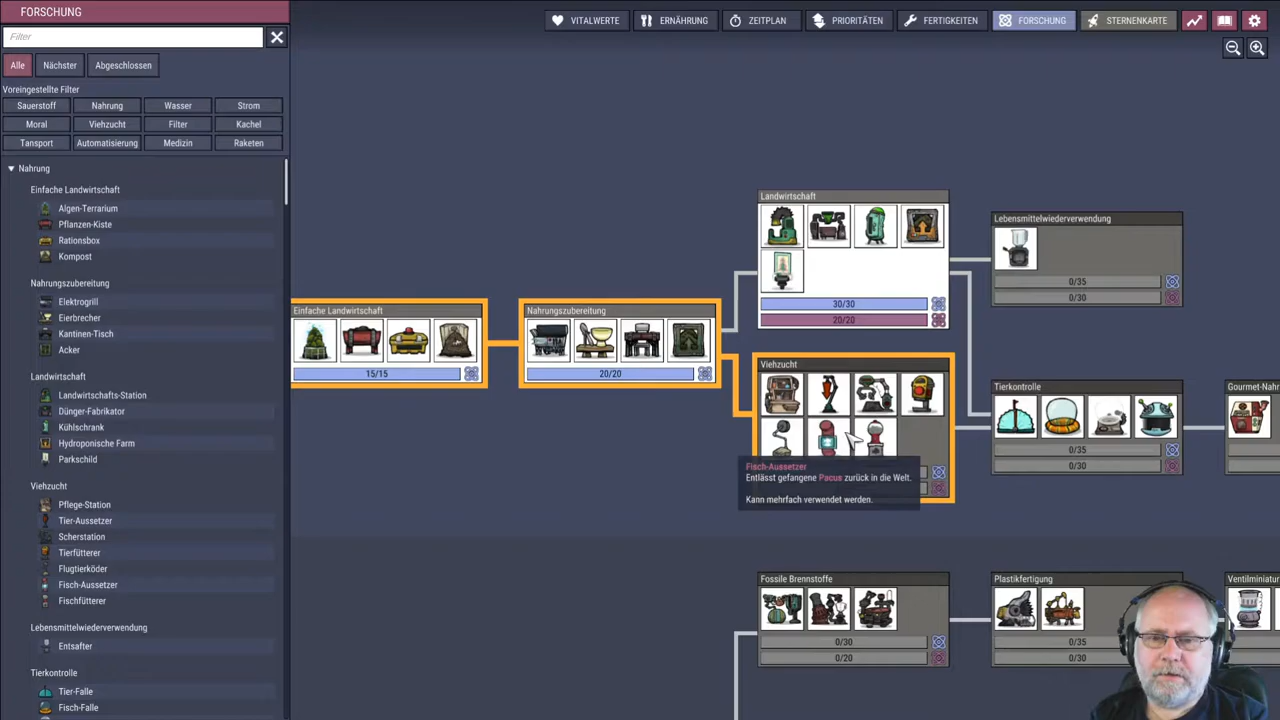 FORSCHUNG
Filter
Alle
Nächster
Abgeschlossen
Voreingestellte Filter
Sauerstoff
Nahrung
Wasser
Strom
Moral
Viehzucht
Filter
Kachel
Tansport
Automatisierung
Medizin
Raketen
Nahrung
Einfache Landwirtschaft
Algen-Terrarium
Pflanzen-Kiste
Rationsbox
Kompost
Nahrungszubereitung
Elektrogrill
Eierbrecher
Kantinen-Tisch
Acker
Landwirtschaft
Landwirtschafts-Station
Dünger-Fabrikator
Kühlschrank
Hydroponische Farm
Parkschild
Viehzucht
Pflege-Station
Tier-Aussetzer
Scherstation
Tierfütterer
Flugtierköder
Fisch-Aussetzer
Fischfütterer
Lebensmittelwiederverwendung
Entsafter
Tierkontrolle
Tier-Falle
Fisch-Falle
VITALWERTE
ERNÄHRUNG
ZEITPLAN
PRIORITÄTEN
FERTIGKEITEN
FORSCHUNG
STERNENKARTE
Einfache Landwirtschaft
15/15
Nahrungszubereitung
20/20
Landwirtschaft
30/30
20/20
Lebensmittelwiederverwendung
0/35
0/30
Viehzucht
Fisch-Aussetzer
Entlässt gefangene Pacus zurück in die Welt.
Kann mehrfach verwendet werden.
Tierkontrolle
0/35
0/30
Gourmet-Nahr
Fossile Brennstoffe
0/30
0/20
Plastikfertigung
0/35
0/30
Ventilminiatur